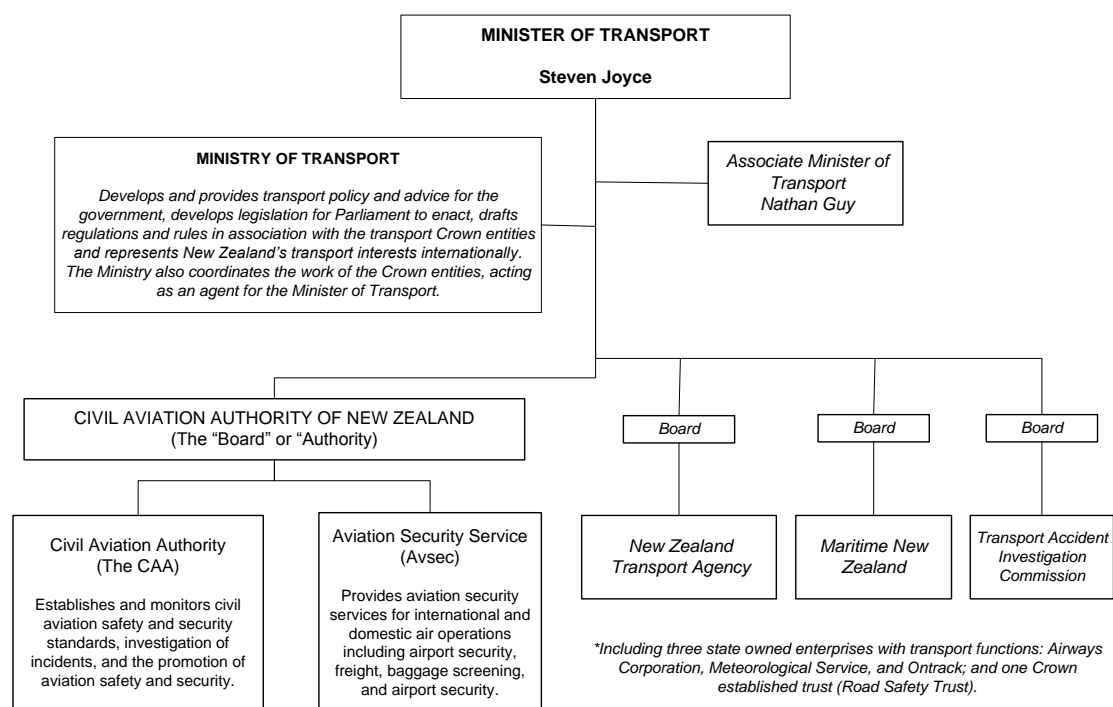 MINISTER OF TRANSPORT
Steven Joyce
MINISTRY OF TRANSPORT
Develops and provides transport policy and advice for the
government, develops legislation for Parliament to enact, drafts
regulations and rules in association with the transport Crown entities
and represents New Zealand’s transport interests internationally.
The Ministry also coordinates the work of the Crown entities, acting
as an agent for the Minister of Transport.
Associate Minister of
Transport
Nathan Guy
CIVIL AVIATION AUTHORITY OF NEW ZEALAND
(The “Board” or “Authority)
Board
Board
Board
Civil Aviation Authority
(The CAA)
Establishes and monitors civil
aviation safety and security
standards, investigation of
incidents, and the promotion of
aviation safety and security.
Aviation Security Service
(Avsec)
Provides aviation security
services for international and
domestic air operations
including airport security,
freight, baggage screening,
and airport security.
New Zealand
Transport Agency
Maritime New
Zealand
Transport Accident
Investigation
Commission
*Including three state owned enterprises with transport functions: Airways
Corporation, Meteorological Service, and Ontrack; and one Crown
established trust (Road Safety Trust).